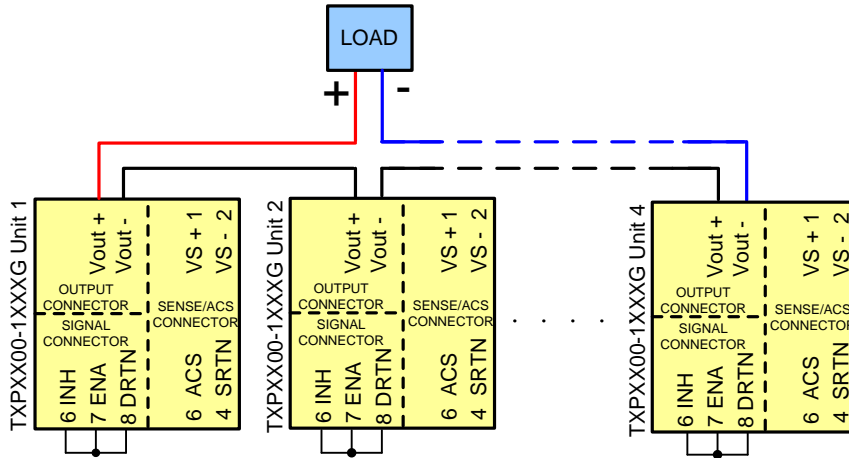 LOAD
+ -
TXPXX00-1XXXG Unit 1
Vout +
Vout -
VS + 1
VS - 2
OUTPUT
CONNECTOR
SIGNAL
CONNECTOR
SENSE/ACS
CONNECTOR
6 INH
7 ENA
8 DRTN
6 ACS
4 SRTN
TXPXX00-1XXXG Unit 2
Vout +
Vout -
VS + 1
VS - 2
OUTPUT
CONNECTOR
SIGNAL
CONNECTOR
SENSE/ACS
CONNECTOR
6 INH
7 ENA
8 DRTN
6 ACS
4 SRTN
. . . . .
TXPXX00-1XXXG Unit 4
Vout +
Vout -
VS + 1
VS - 2
OUTPUT
CONNECTOR
SIGNAL
CONNECTOR
SENSE/ACS
CONNECTOR
6 INH
7 ENA
8 DRTN
6 ACS
4 SRTN